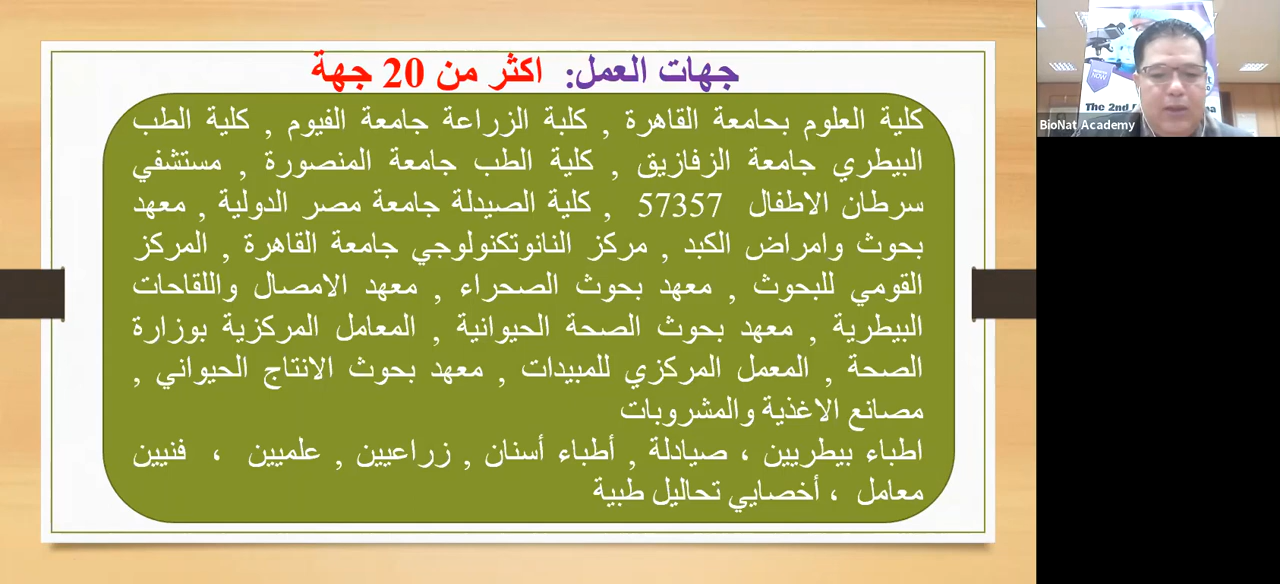 جهات العمل: اكثر من 20 جهة
كلية العلوم بحامعة القاهرة , كلبة الزراعة جامعة الفيوم , كلية الطب
البيطري جامعة الزفازيق , كلية الطب جامعة المنصورة , مستشفي
سرطان الاطفال 57357 , كلية الصيدلة جامعة مصر الدولية , معهد
بحوث وامراض الكبد , مركز النانوتكنولوجي جامعة القاهرة , المركز
القومي للبحوث , معهد بحوث الصحراء , معهد الامصال واللقاحات
البيطرية , معهد بحوث الصحة الحيوانية , المعامل المركزية بوزارة
الصحة , المعمل المركزي للمبيدات , معهد بحوث الانتاج الحيواني ,
مصانع الاغذية والمشروبات
اطباء بيطريين ، صيادلة , أطباء أسنان , زراعيين , علميين ، فنيين
معامل ، أخصايي تحاليل طبية
The 2nd
BioNat Academy